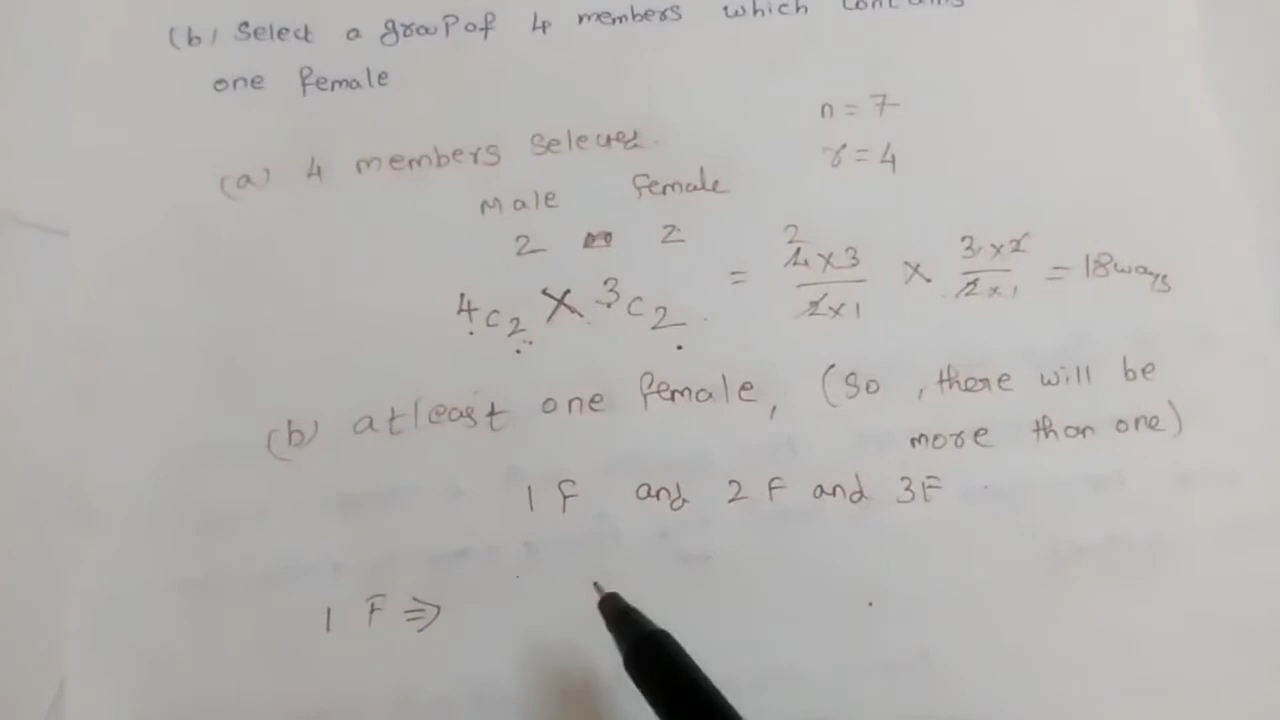 (b) Select a group of 4 members which contains
one female
n = 7
(a) 4 members Selected.
r = 4
Male Female
2 2
4C2 X 3C2 = 4x3/2x1 x 3x2/2x1 = 18 ways
2
(b) atleast one female, (So, there will be
more than one)
1 F and 2 F and 3F
1 F ⇒